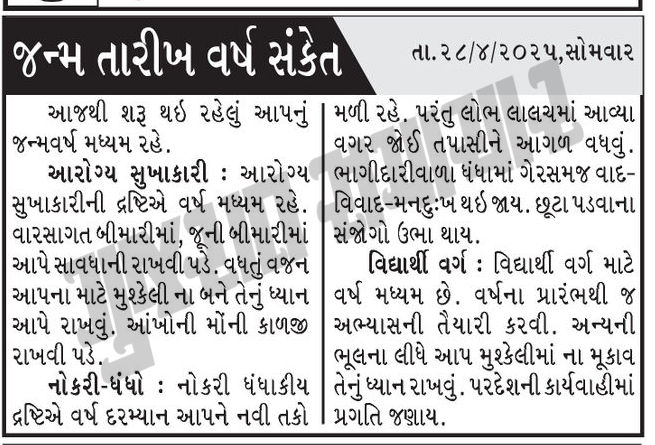 જન્મ તારીખ વર્ષ સંકેત
તા.૨૮/૪/૨૦૨૫,સોમવાર
આજથી શરૂ થઇ રહેલું આપનું
જન્મવર્ષ મધ્યમ રહે.
આરોગ્ય સુખાકારી : આરોગ્ય
સુખાકારીની દ્રષ્ટિએ વર્ષ મધ્યમ રહે.
વારસાગત બીમારીમાં, જૂની બીમારીમાં
આપે સાવધાની રાખવી પડે. વધતું વજન
આપના માટે મુશ્કેલી ના બને તેનું ધ્યાન
આપે રાખવું. આંખોની મોંની કાળજી
રાખવી પડે.
નોકરી-ધંધો : નોકરી ધંધાકીય
દ્રષ્ટિએ વર્ષ દરમ્યાન આપને નવી તકો
મળી રહે. પરંતુ લોભ લાલચમાં આવ્યા
વગર જોઈ તપાસીને આગળ વધવું.
ભાગીદારીવાળા ધંધામાં ગેરસમજ વાદ-
વિવાદ-મનદુઃખ થઇ જાય. છૂટા પડવાના
સંજોગો ઉભા થાય.
વિદ્યાર્થી વર્ગ : વિદ્યાર્થી વર્ગ માટે
વર્ષ મધ્યમ છે. વર્ષના પ્રારંભથી જ
અભ્યાસની તૈયારી કરવી. અન્યની
ભૂલના લીધે આપ મુશ્કેલીમાં ના મૂકાવ
તેનું ધ્યાન રાખવું. પરદેશની કાર્યવાહીમાં
પ્રગતિ જણાય.